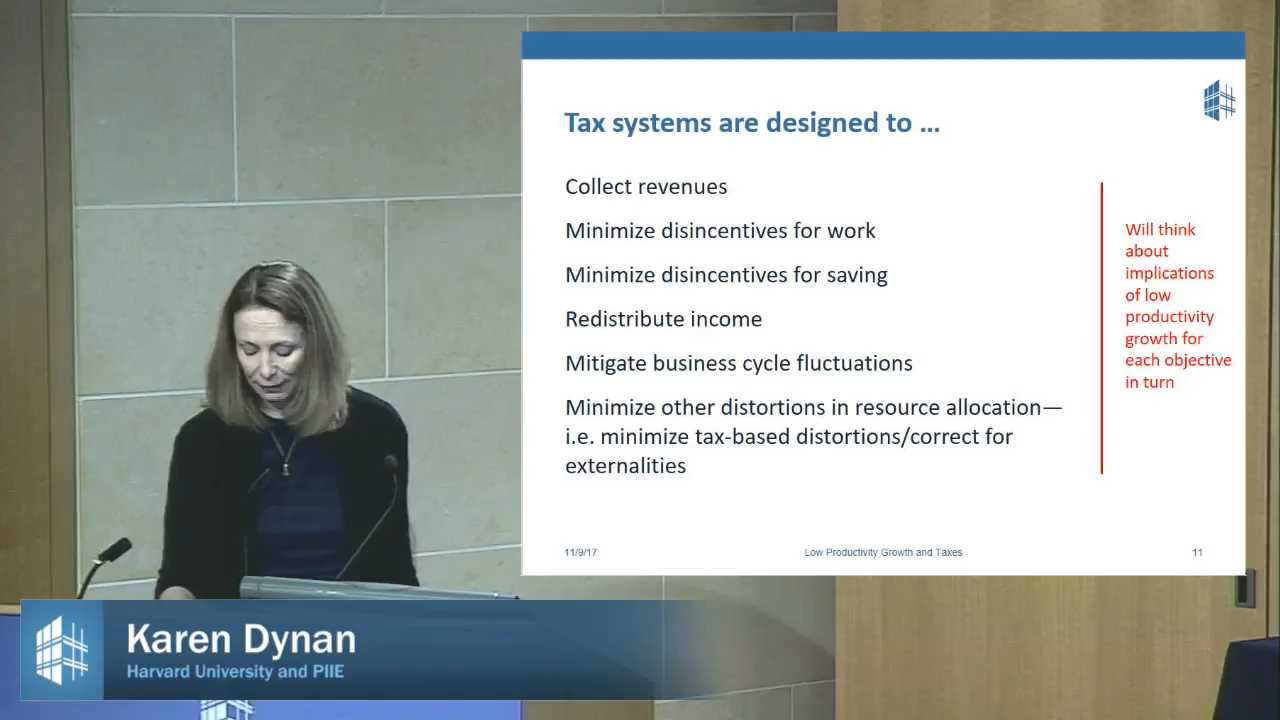 Tax systems are designed to ...
Collect revenues
Minimize disincentives for work
Minimize disincentives for saving
Redistribute income
Mitigate business cycle fluctuations
Minimize other distortions in resource allocation—
i.e. minimize tax-based distortions/correct for
externalities
Will think
about
implications
of low
productivity
growth for
each objective
in turn
11/9/17
Low Productivity Growth and Taxes
11
Karen Dynan
Harvard University and PIIE